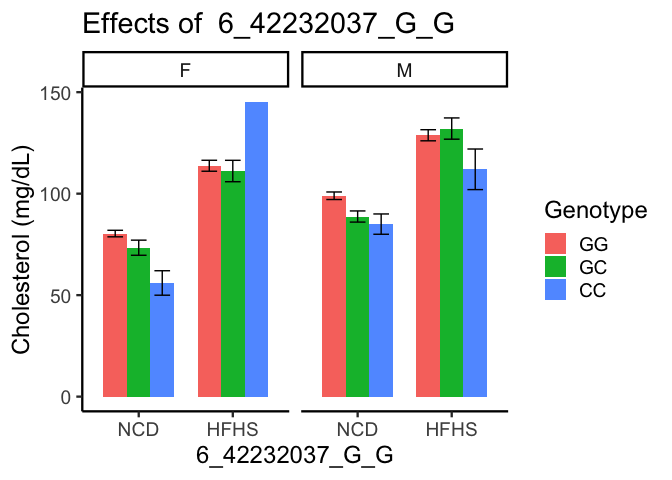 Effects of  6_42232037_G_G
F
M
150
100
50
0
Cholesterol (mg/dL)
NCD
HFHS
NCD
HFHS
6_42232037_G_G
Genotype
GG
GC
CC